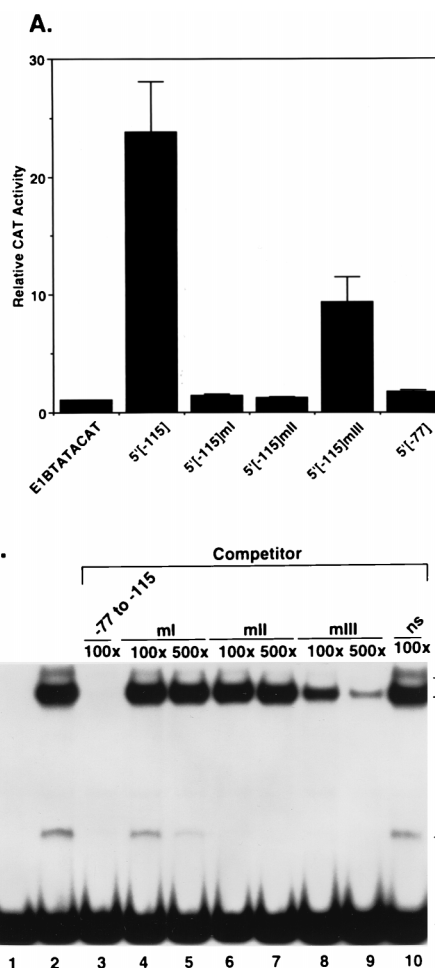 A.
30
20
10
0
Relative CAT Activity
E1BTATACAT
5'[-115]
5'[-115]mI
5'[-115]mII
5'[-115]mIII
5'[-77]
Competitor
-77 to -115
mI
mII
mIII
ns
100x
100x 500x
100x 500x
100x 500x
100x
1 2 3 4 5 6 7 8 9 10